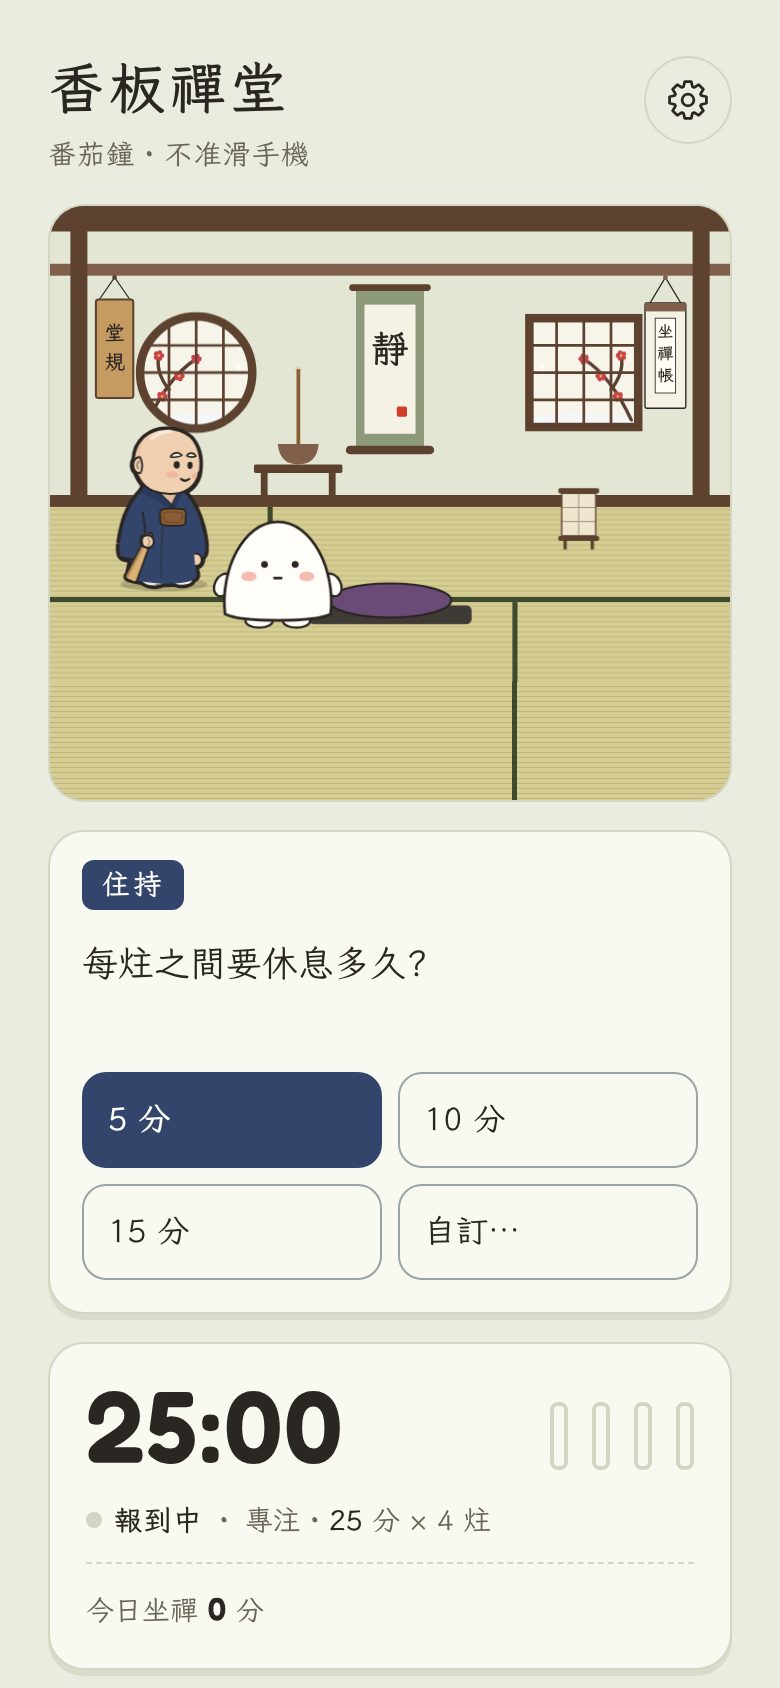 香板禪堂
番茄鐘・不准滑手機
堂規
靜
坐禪帳
住持
每炷之間要休息多久?
5 分
10 分
15 分
自訂⋯
25:00
報到中 ・ 專注・25 分 × 4 炷
今日坐禪 0 分